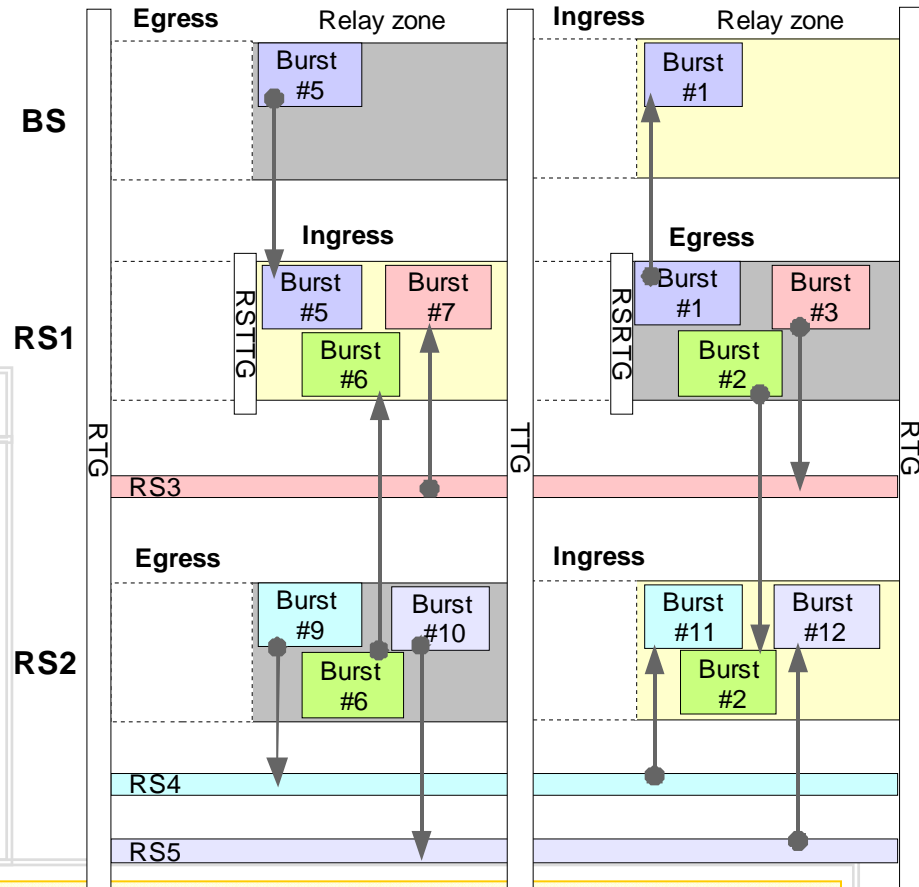 Egress
Relay zone
Ingress
Relay zone
BS
Burst
#5
Burst
#1
Ingress
Egress
RS1
RSTTG
Burst
#5
Burst
#7
Burst
#6
RSRTG
Burst
#1
Burst
#3
Burst
#2
RTG
TTG
RTG
RS3
Egress
Ingress
RS2
Burst
#9
Burst
#10
Burst
#6
Burst
#11
Burst
#12
Burst
#2
RS4
RS5